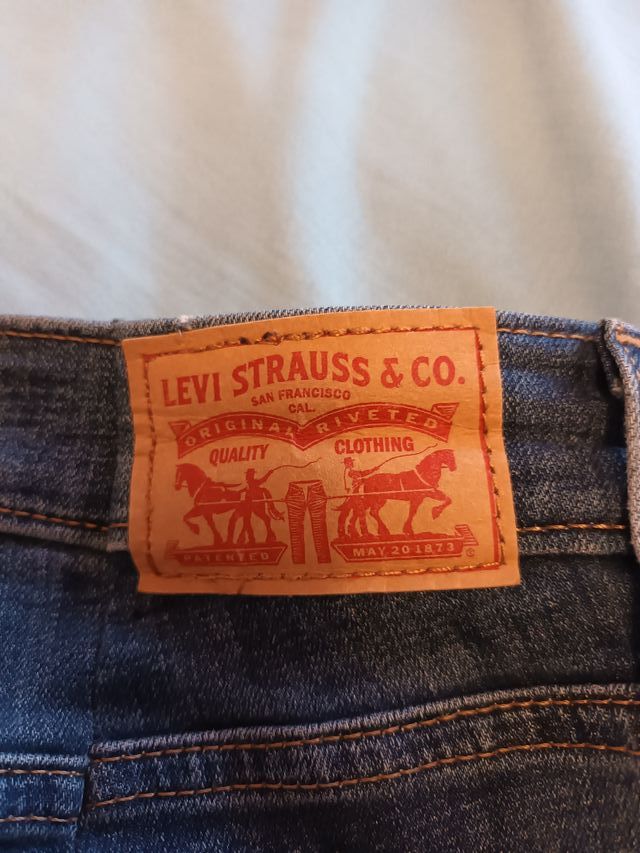 LEVI STRAUSS & CO.
SAN FRANCISCO
CAL.
ORIGINAL RIVETED
QUALITY CLOTHING
PATENTED MAY 20 1873